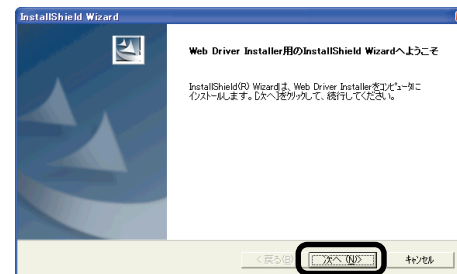 InstallShield Wizard
Web Driver Installer用のInstallShield Wizardへようこそ
InstallShield(R) Wizardは、Web Driver Installerをコンピュータに
インストールします。[次へ]をクリックして、続行してください。
< 戻る(B)
次へ (N)>
キャンセル